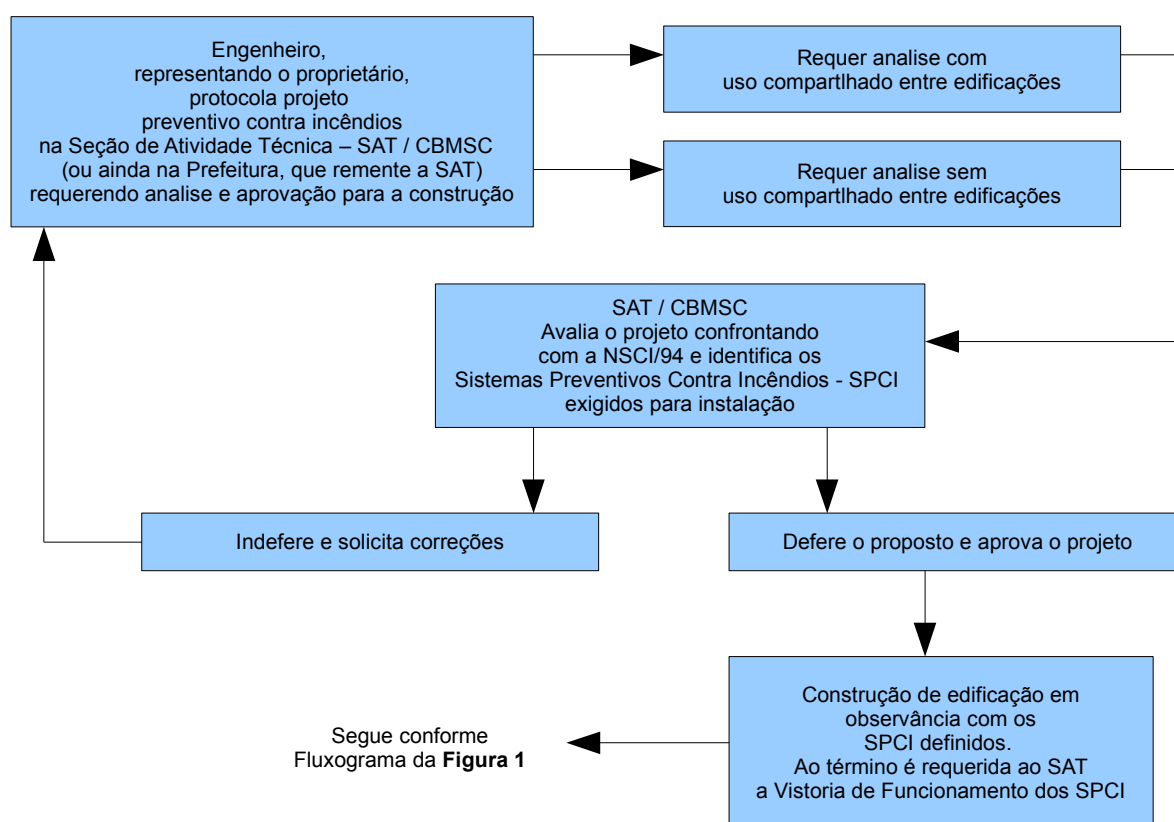 Engenheiro,
representando o proprietário,
protocola projeto
preventivo contra incêndios
na Seção de Atividade Técnica – SAT / CBMSC
(ou ainda na Prefeitura, que remente a SAT)
requerendo analise e aprovação para a construção
Requer analise com
uso compartlhado entre edificações
Requer analise sem
uso compartlhado entre edificações
SAT / CBMSC
Avalia o projeto confrontando
com a NSCI/94 e identifica os
Sistemas Preventivos Contra Incêndios - SPCI
exigidos para instalação
Indefere e solicita correções
Defere o proposto e aprova o projeto
Construção de edificação em
observância com os
SPCI definidos.
Ao término é requerida ao SAT
a Vistoria de Funcionamento dos SPCI
Segue conforme
Fluxograma da Figura 1